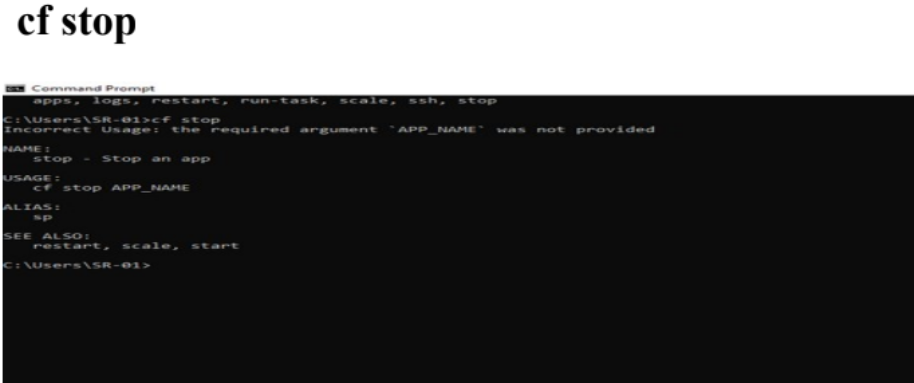 cf stop
Command Prompt
apps, logs, restart, run-task, scale, ssh, stop
C:\Users\SR-01>cf stop
Incorrect Usage: the required argument `APP_NAME` was not provided
NAME:
stop - Stop an app
USAGE:
cf stop APP_NAME
ALIAS:
sp
SEE ALSO:
restart, scale, start
C:\Users\SR-01>